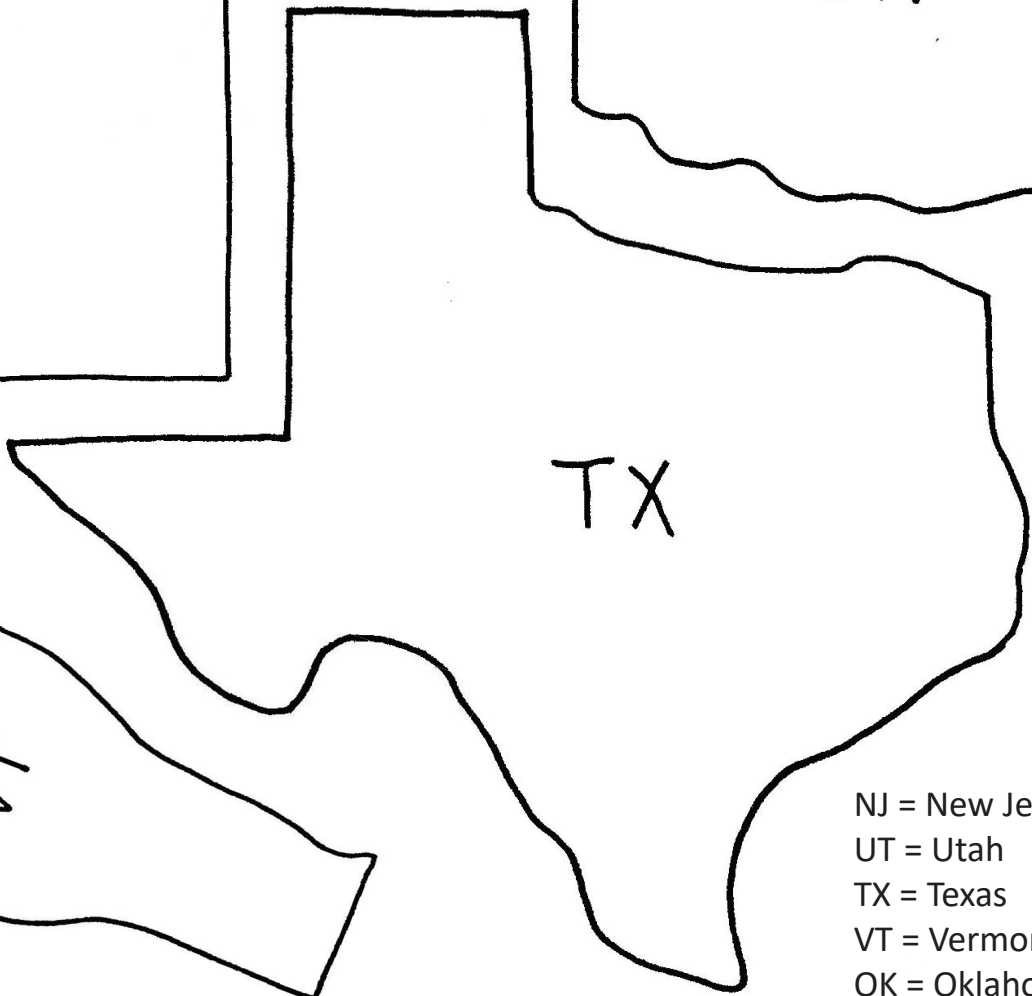 TX
NJ = New Je
UT = Utah
TX = Texas
VT = Vermon
OK = Oklaho